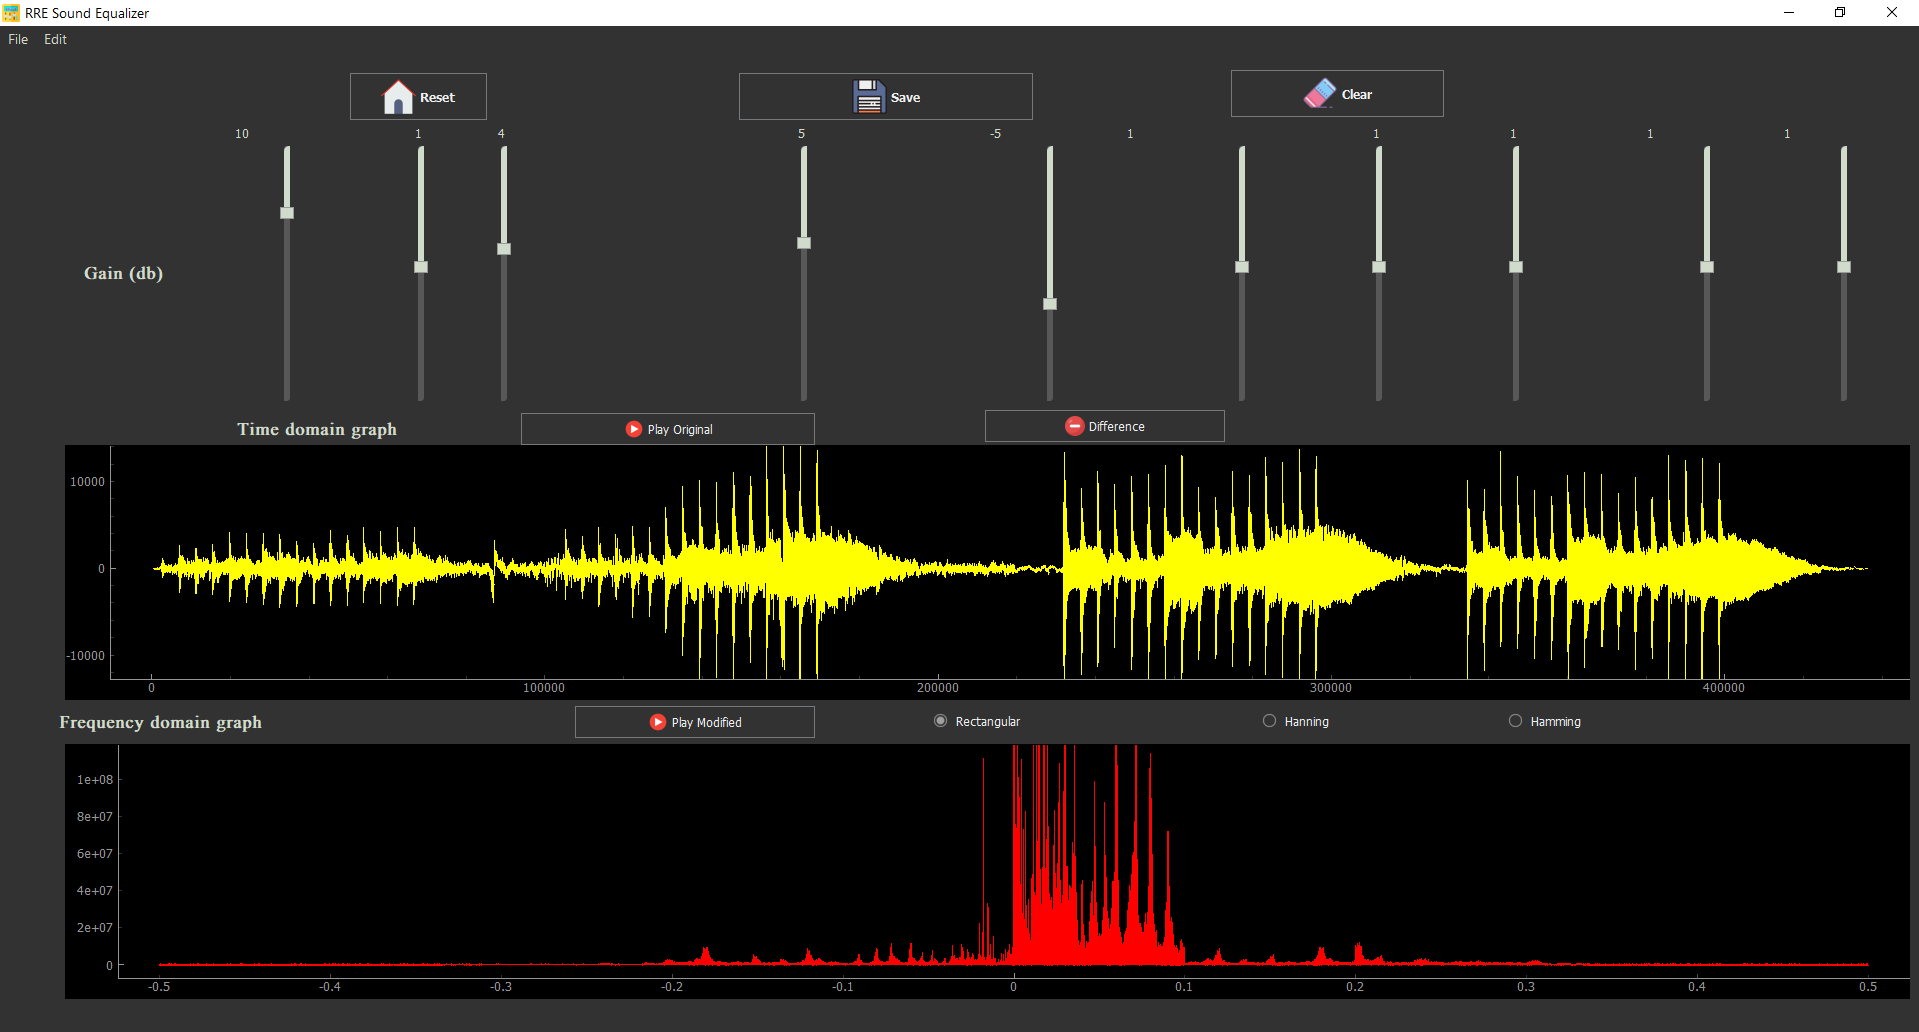 RRE Sound Equalizer
File Edit
Reset Save Clear
10 1 4 5 -5 1 1 1 1 1
Gain (db)
Time domain graph Play Original Difference
10000
0
-10000
0 100000 200000 300000 400000
Frequency domain graph Play Modified Rectangular Hanning Hamming
1e+08
8e+07
6e+07
4e+07
2e+07
0
-0.5 -0.4 -0.3 -0.2 -0.1 0 0.1 0.2 0.3 0.4 0.5